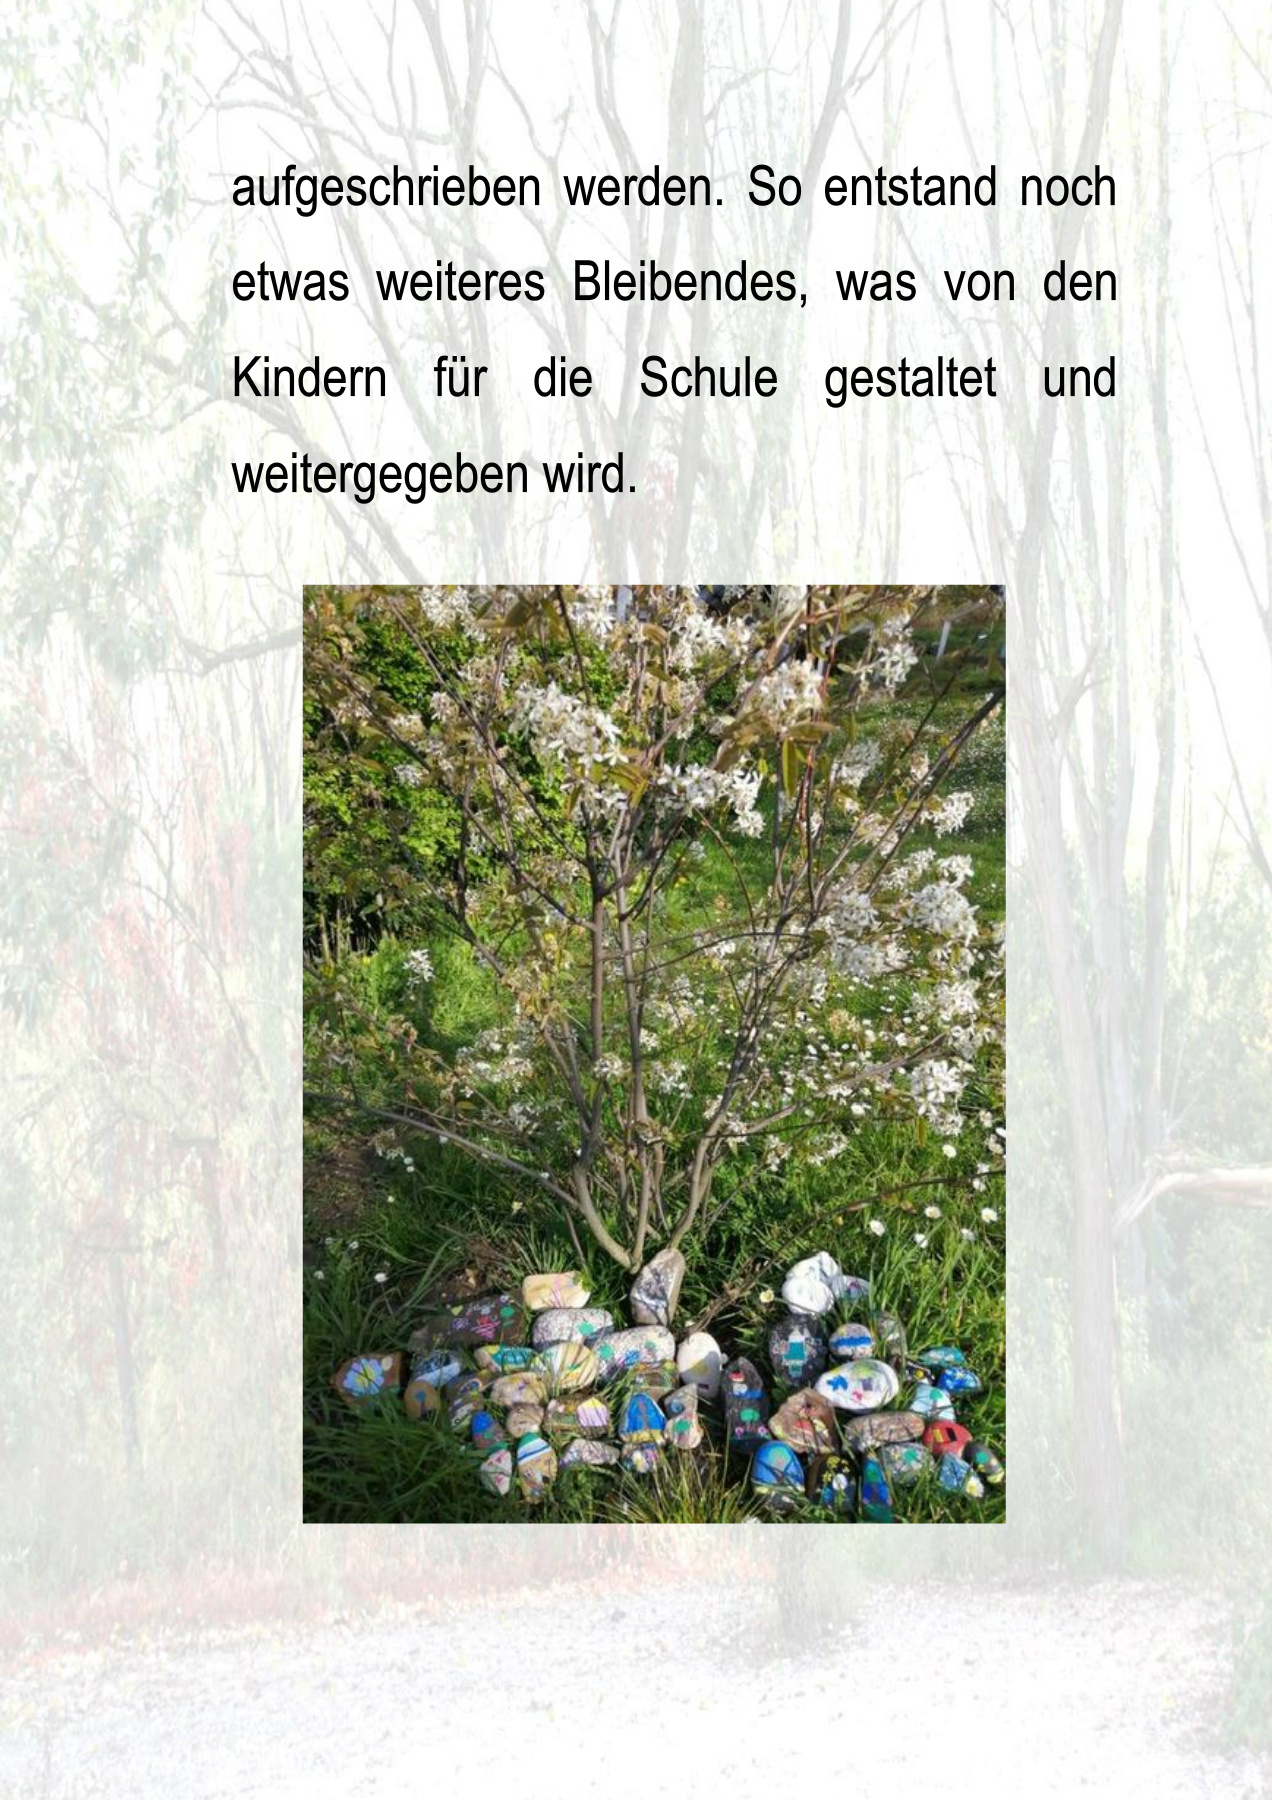 aufgeschrieben werden. So entstand noch
etwas weiteres Bleibendes, was von den
Kindern für die Schule gestaltet und
weitergegeben wird.